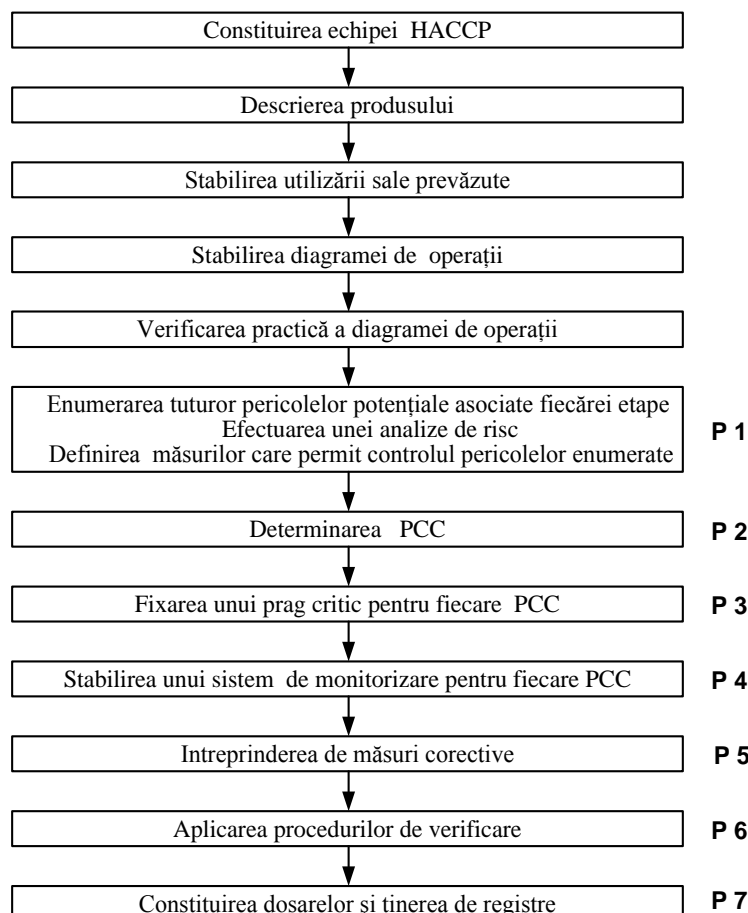 Constituirea echipei HACCP
Descrierea produsului
Stabilirea utilizării sale prevăzute
Stabilirea diagramei de operații
Verificarea practică a diagramei de operații
Enumerarea tuturor pericolelor potențiale asociate fiecărei etape
Efectuarea unei analize de risc
Definirea măsurilor care permit controlul pericolelor enumerate
P 1
Determinarea PCC
P 2
Fixarea unui prag critic pentru fiecare PCC
P 3
Stabilirea unui sistem de monitorizare pentru fiecare PCC
P 4
Intreprinderea de măsuri corective
P 5
Aplicarea procedurilor de verificare
P 6
Constituirea dosarelor și ținerea de registre
P 7